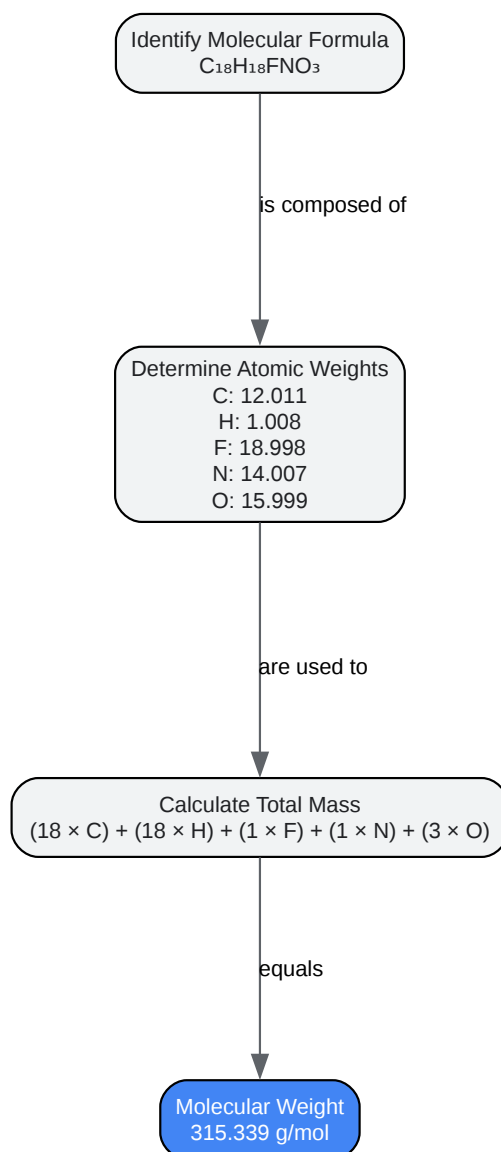 Identify Molecular Formula
C₁₈H₁₈FNO₃
is composed of
Determine Atomic Weights
C: 12.011
H: 1.008
F: 18.998
N: 14.007
O: 15.999
are used to
Calculate Total Mass
(18 × C) + (18 × H) + (1 × F) + (1 × N) + (3 × O)
equals
Molecular Weight
315.339 g/mol